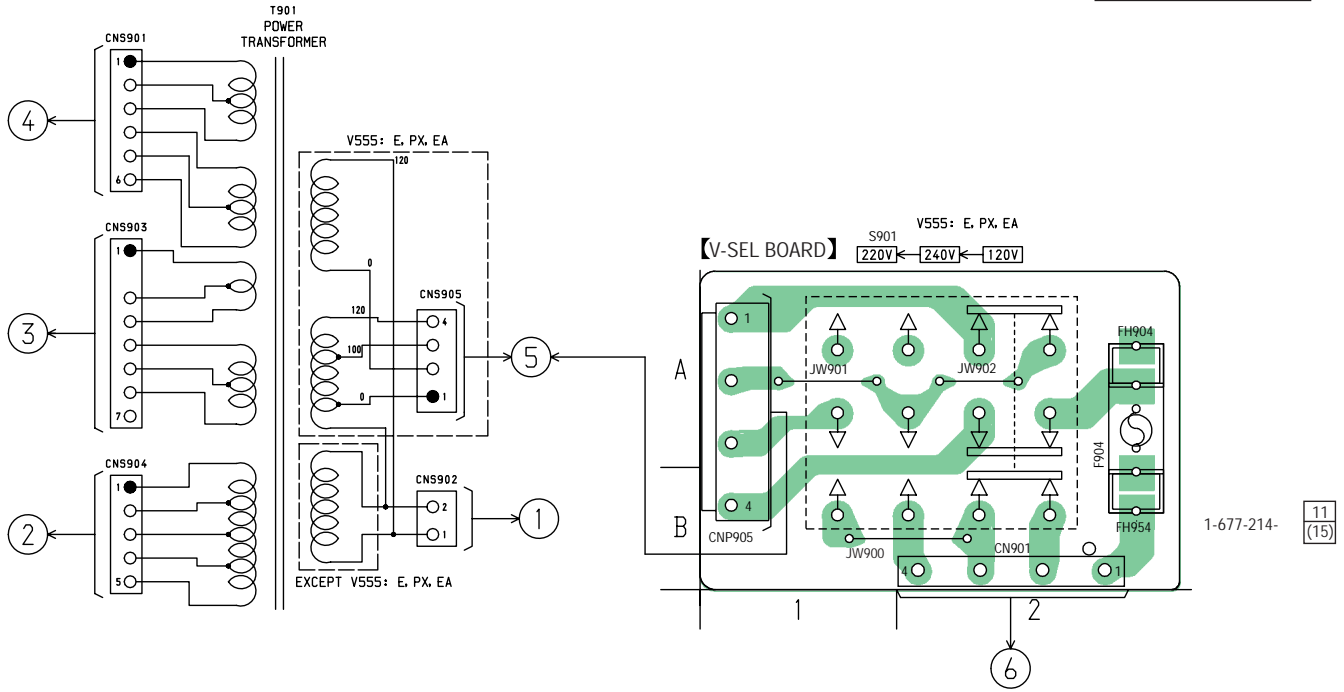 T901
POWER
TRANSFORMER
CNS901
1
6
4
CNS903
1
7
3
CNS904
1
5
2
V555: E, PX, EA
120
0
120
100
0
CNS905
4
1
5
CNS902
2
1
1
EXCEPT V555: E, PX, EA
V555: E, PX, EA
【V-SEL BOARD】
S901
220V
240V
120V
A
B
1
4
CNP905
JW901
JW902
JW900
CN901
4
1
FH904
F904
FH954
1
2
6
1-677-214-
11
(15)